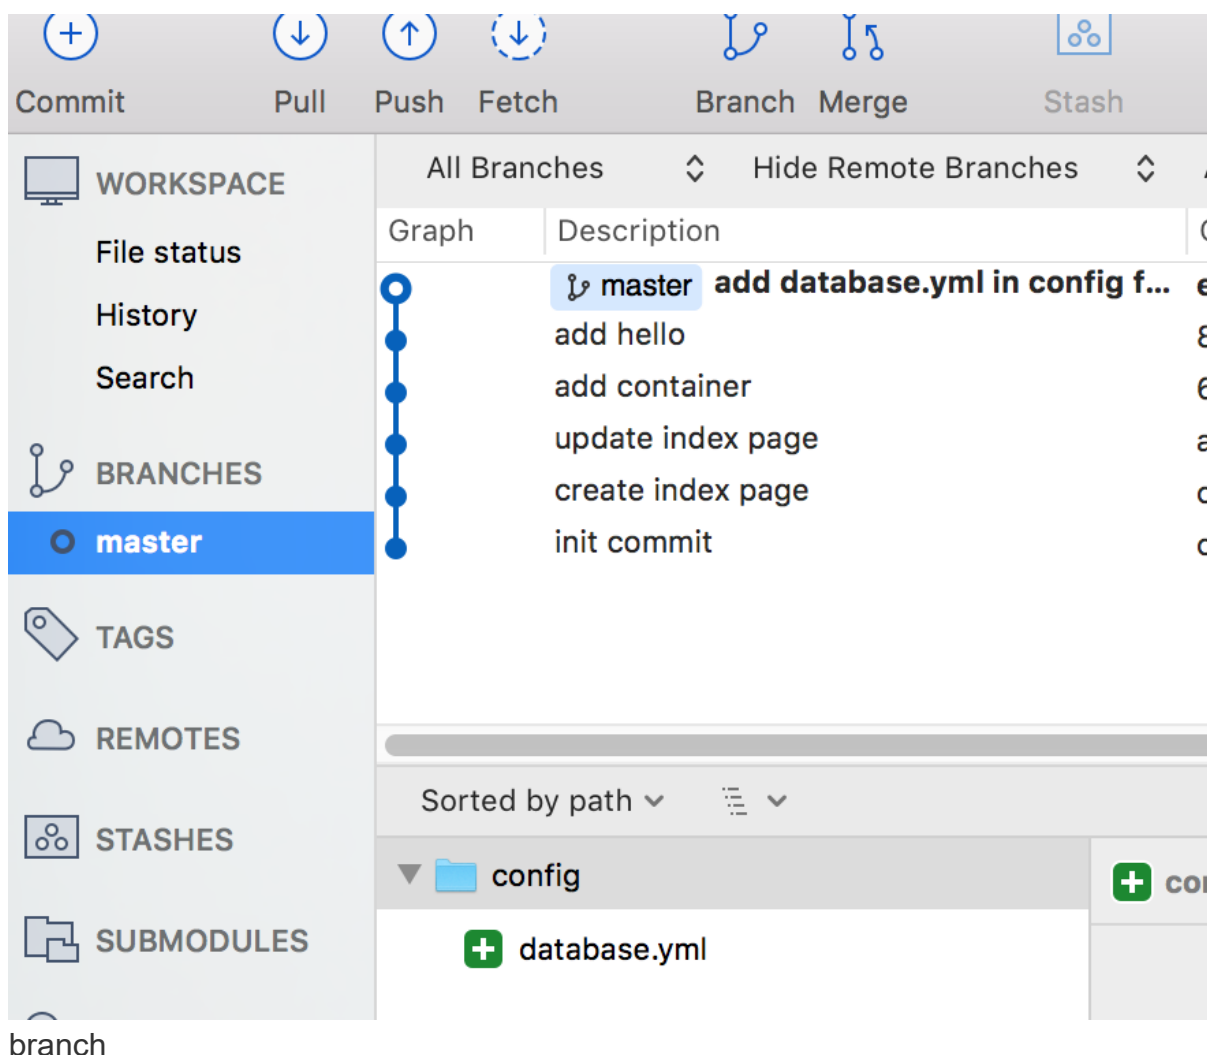 Commit Pull Push Fetch Branch Merge Stash
WORKSPACE
File status
History
Search
BRANCHES
master
TAGS
REMOTES
STASHES
SUBMODULES
All Branches Hide Remote Branches
Graph Description
master add database.yml in config f...
add hello
add container
update index page
create index page
init commit
Sorted by path
config
database.yml
branch